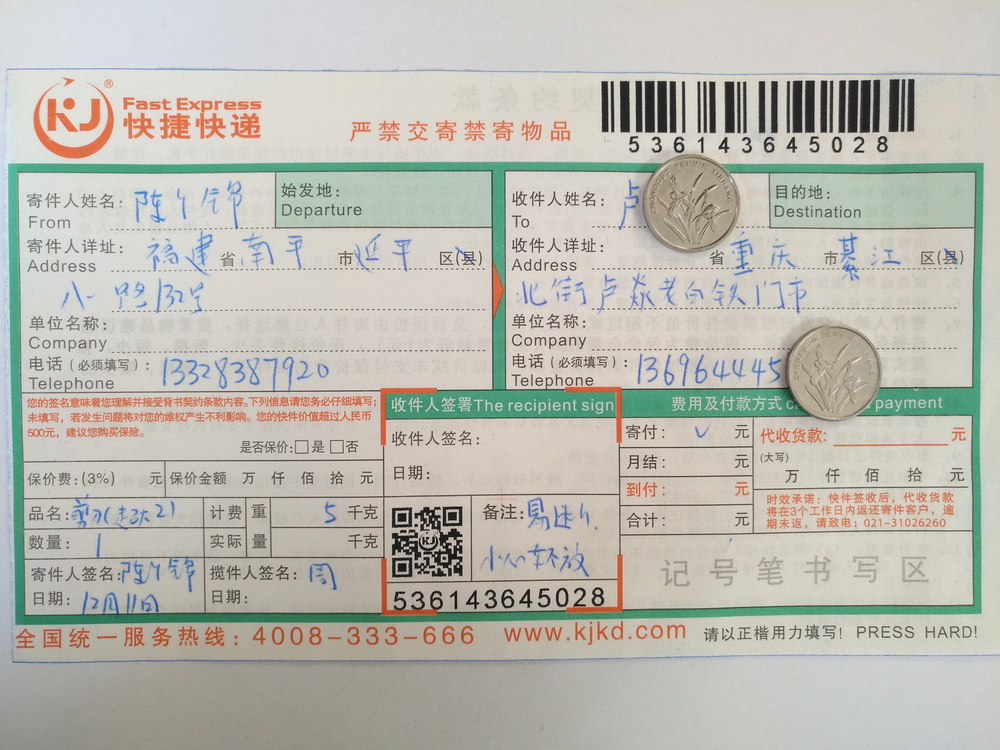 KJ ® Fast Express
快捷快递
严禁交寄禁寄物品
536143645028
寄件人姓名:
From
始发地:
Departure
寄件人详址: 福建 省 南平 市 延平 区(县)
Address
八一路132号
单位名称:
Company
电话(必须填写): 13328387920
Telephone
收件人姓名: 卢
To
目的地:
Destination
收件人详址: 省 重庆 市 綦江 区(县)
Address
北街卢焱老白铁门市
单位名称:
Company
电话(必须填写): 136964445
Telephone
您的签名意味着您理解并接受背书契约的条款内容。下列信息请您务必仔细填写;
未填写,若发生问题将对您的维权产生不利影响。您的快件价值超过人民币
500元,建议您购买保险。
是否保价:□是 □否
保价费:(3%) 元 保价金额 万 仟 佰 拾 元
品名: 计费 重 5 千克
数量: 1 实际 量 千克
寄件人签名: 揽件人签名: 周
日期: 12月11日 日期:
收件人签署The recipient sign
收件人签名:
日期:
KJ
备注: 易
小心
536143645028
费用及付款方式 payment
寄付: √ 元
月结: 元
到付: 元
合计: 元
代收货款: 元
(大写)
万 仟 佰 拾 元
时效承诺:快件签收后,代收货款
将在3个工作日内返还寄件客户,逾
期未返,请致电:021-31026260
记号笔书写区
全国统一服务热线:4008-333-666 www.kjkd.com 请以正楷用力填写! PRESS HARD!